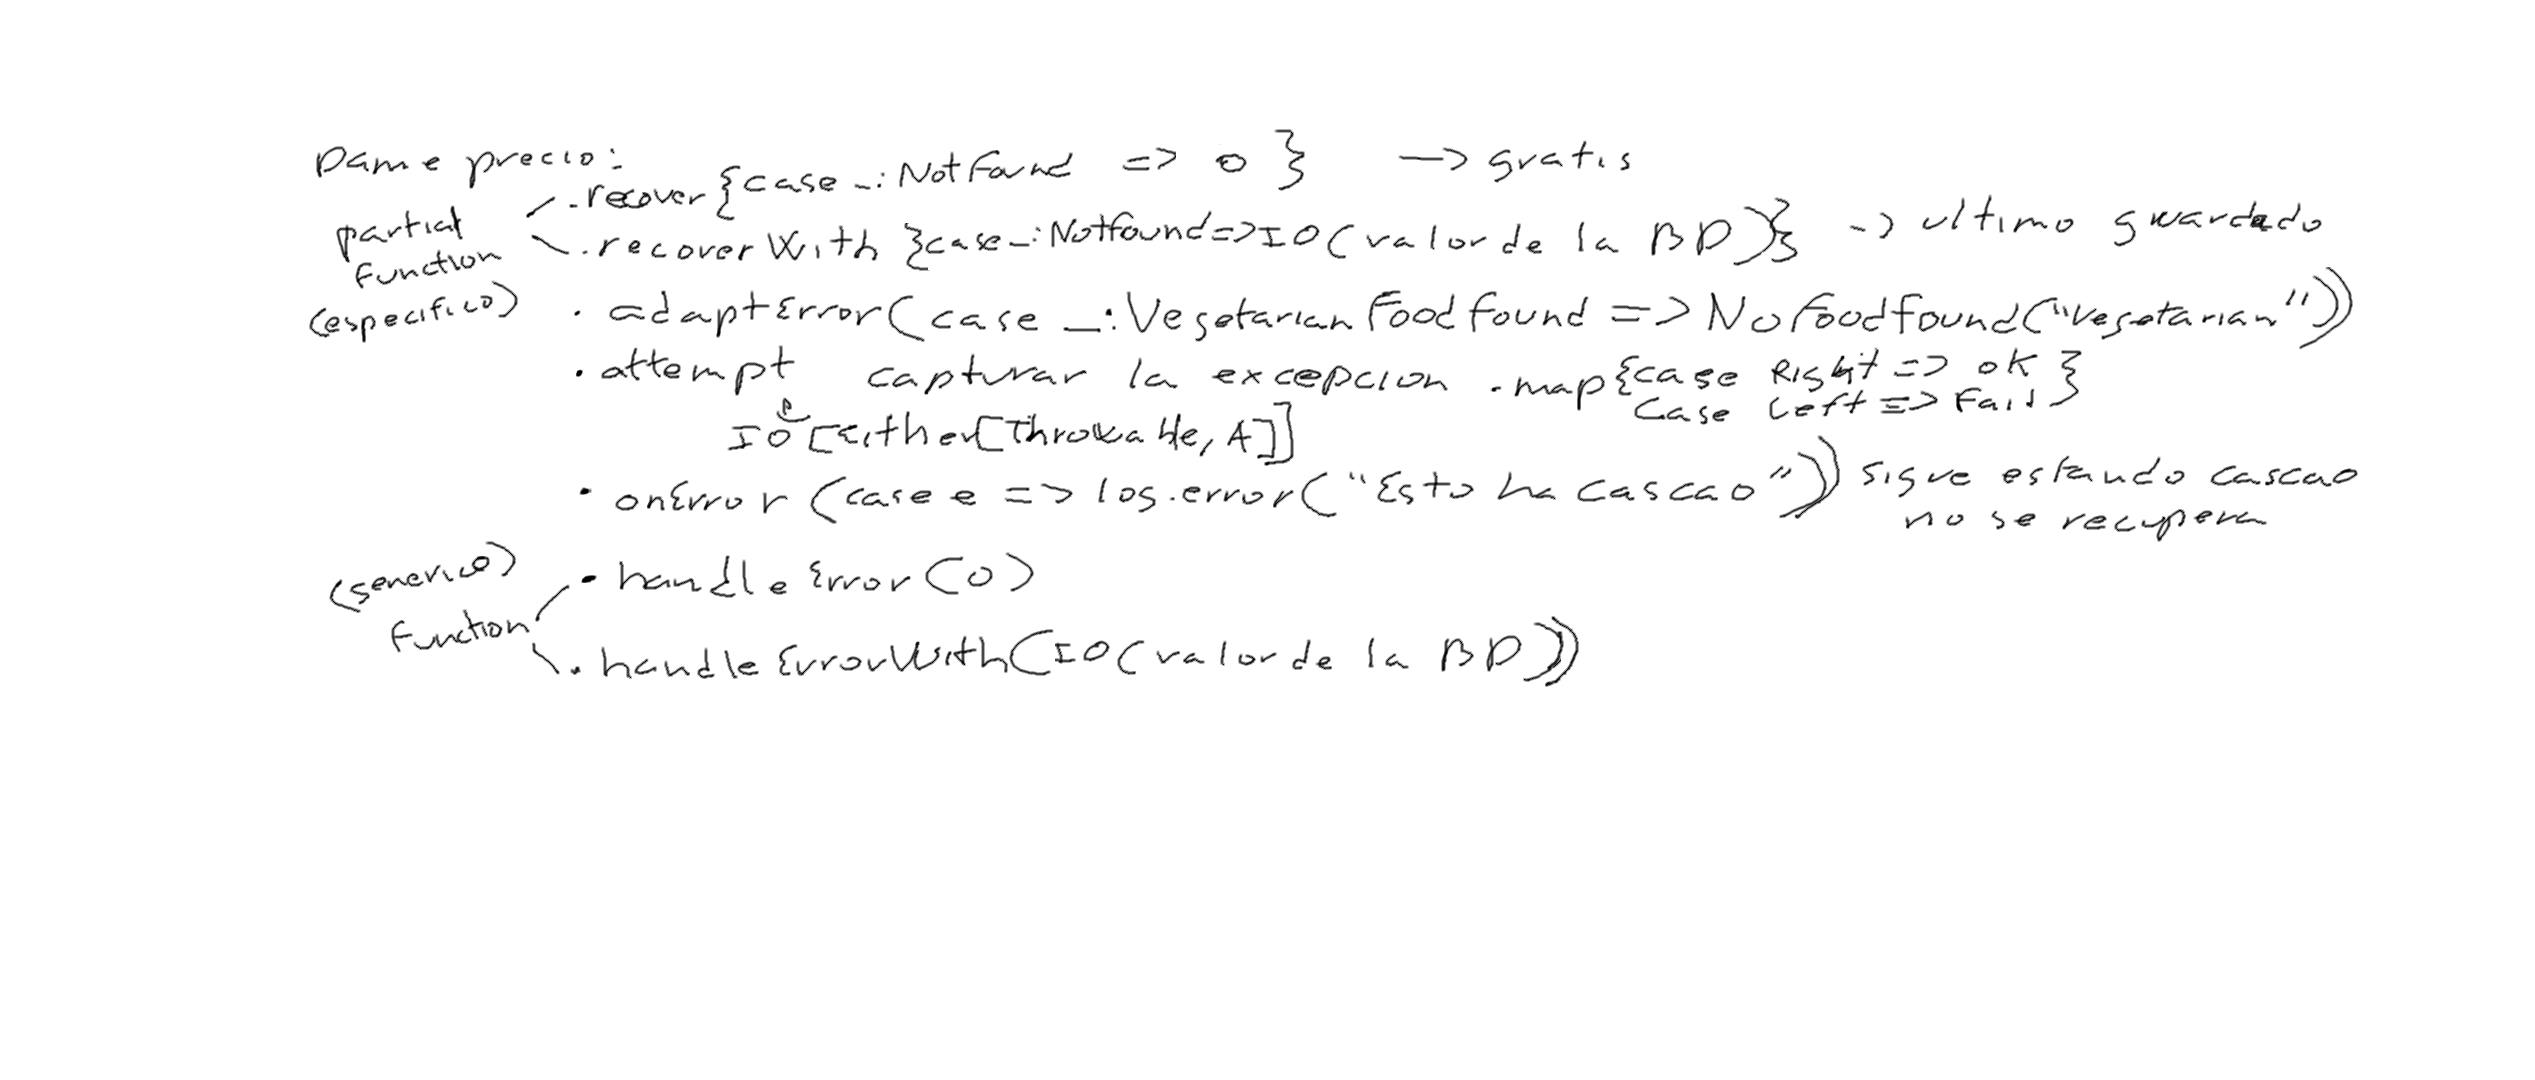 Dame precio:
.recover {case _: NotFound => 0 } -> gratis
partial function (especifico)
.recoverWith }case _: Notfound => IO(valor de la BD)} -> ultimo guardado
. adaptError(case _: VegetarianFoodfound => NoFoodfound("vegetarian"))
. attempt capturar la excepcion .map{case Right => ok }
case left => Fail
IO[Either[Throwable, A]]
. onError (case e => log.error("Esto ha cascao")) sigue estando cascao
no se recupera
(generico) function
. handleError(0)
. handleErrorWith(IO(valor de la BD))